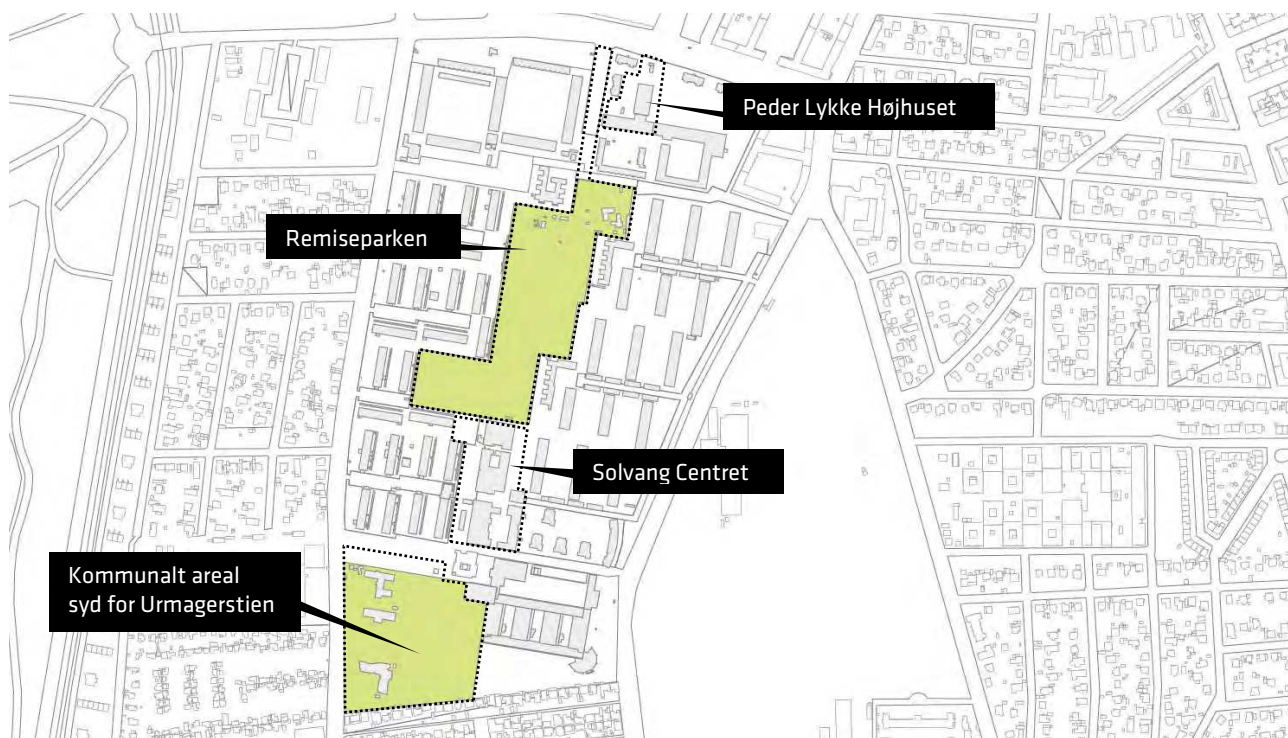 Peder Lykke Højhuset
Remiseparken
Solvang Centret
Kommunalt areal
syd for Urmagerstien